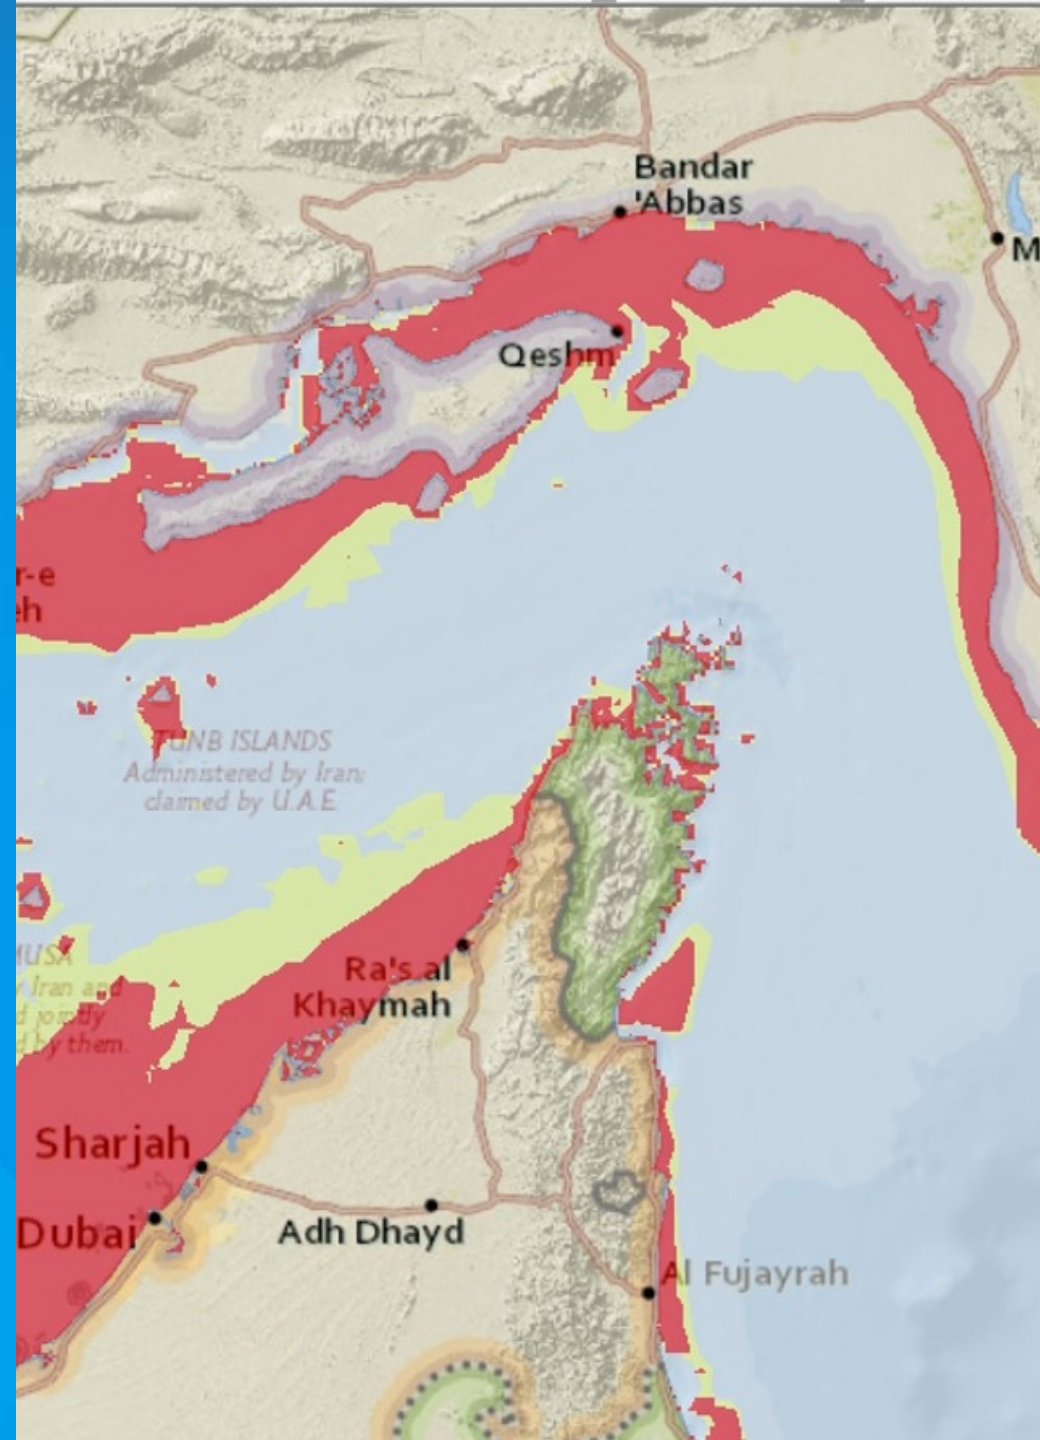 Bandar
'Abbas
M
Qeshm
r-e
eh
TUNB ISLANDS
Administered by Iran;
claimed by U.A.E.
MUSA
y Iran and
d jointly
d by them.
Ra's al
Khaymah
Sharjah
Dubai
Adh Dhayd
Al Fujayrah